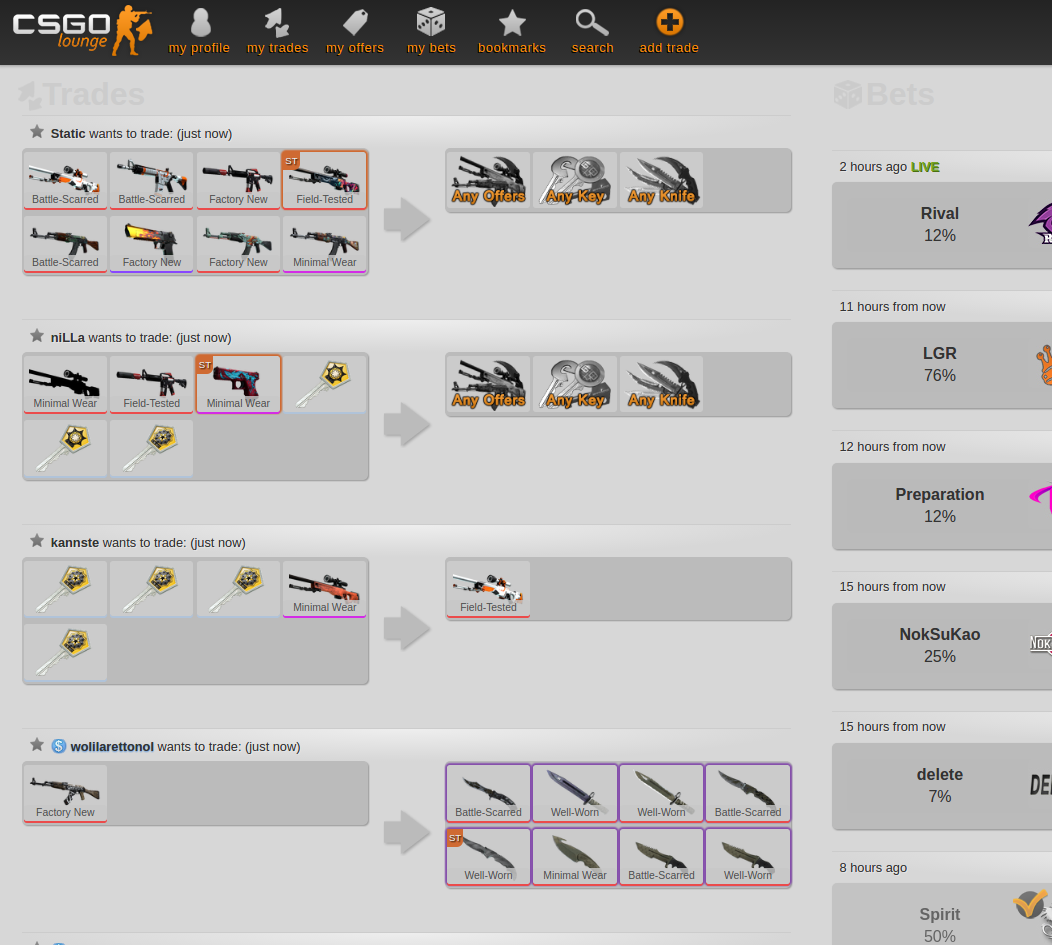 CSGO
lounge
my profile
my trades
my offers
my bets
bookmarks
search
add trade
Trades
Static wants to trade: (just now)
Battle-Scarred
Battle-Scarred
Factory New
ST
Field-Tested
Battle-Scarred
Factory New
Factory New
Minimal Wear
Any Offers
Any Key
Any Knife
niLLa wants to trade: (just now)
Minimal Wear
Field-Tested
ST
Minimal Wear
Any Offers
Any Key
Any Knife
kannste wants to trade: (just now)
Minimal Wear
Field-Tested
$ wolilarettonol wants to trade: (just now)
Factory New
Battle-Scarred
Well-Worn
Well-Worn
Battle-Scarred
ST
Well-Worn
Minimal Wear
Battle-Scarred
Well-Worn
Bets
2 hours ago LIVE
Rival
12%
11 hours from now
LGR
76%
12 hours from now
Preparation
12%
15 hours from now
NokSuKao
25%
15 hours from now
delete
7%
8 hours ago
Spirit
50%